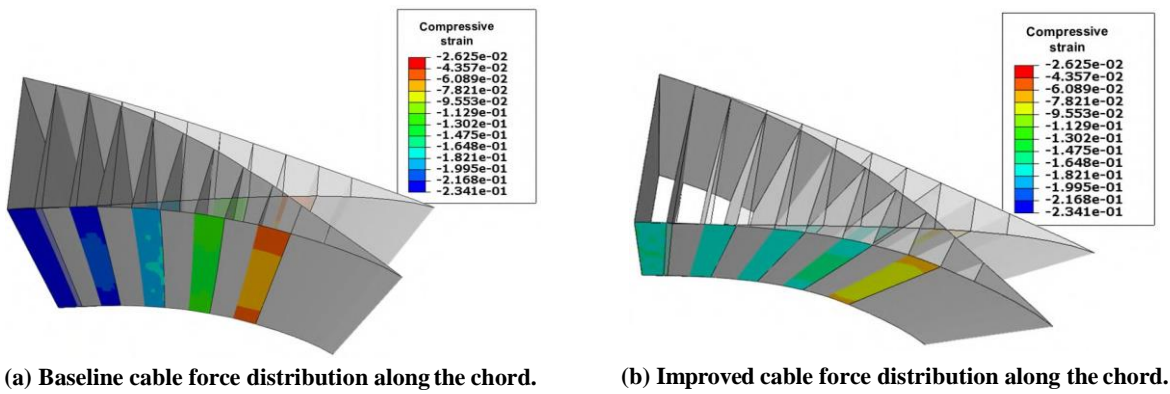 Compressive
strain
-2.625e-02
-4.357e-02
-6.089e-02
-7.821e-02
-9.553e-02
-1.129e-01
-1.302e-01
-1.475e-01
-1.648e-01
-1.821e-01
-1.995e-01
-2.168e-01
-2.341e-01
(a) Baseline cable force distribution along the chord.
Compressive
strain
-2.625e-02
-4.357e-02
-6.089e-02
-7.821e-02
-9.553e-02
-1.129e-01
-1.302e-01
-1.475e-01
-1.648e-01
-1.821e-01
-1.995e-01
-2.168e-01
-2.341e-01
(b) Improved cable force distribution along the chord.